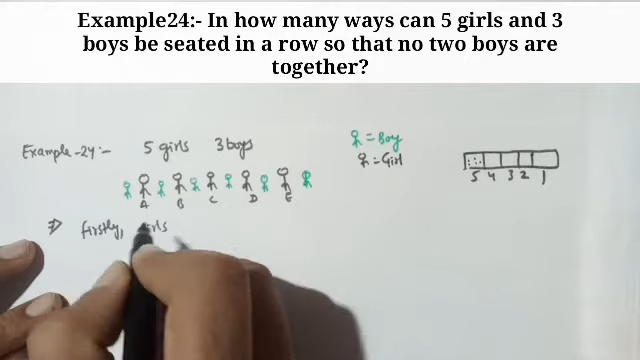 Example24:- In how many ways can 5 girls and 3
boys be seated in a row so that no two boys are
together?
Example-24:- 5 girls 3 boys
= Boy
= Girl
A B C D E
5 4 3 2 1
⇒ firstly,